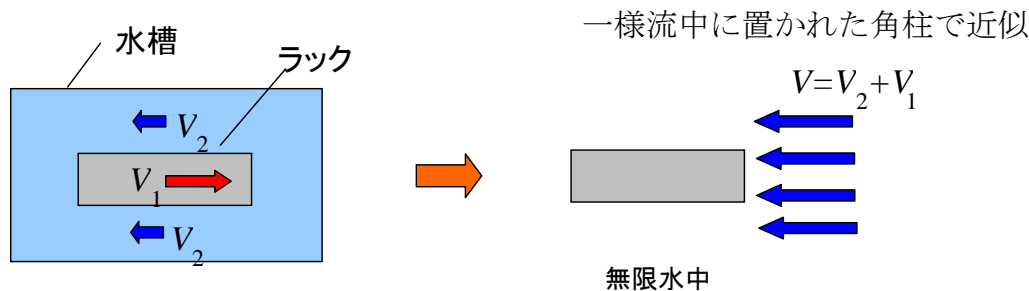 一様流中に置かれた角柱で近似
水槽
ラック
V=V₂+V₁
V₂
V₁
V₂
無限水中